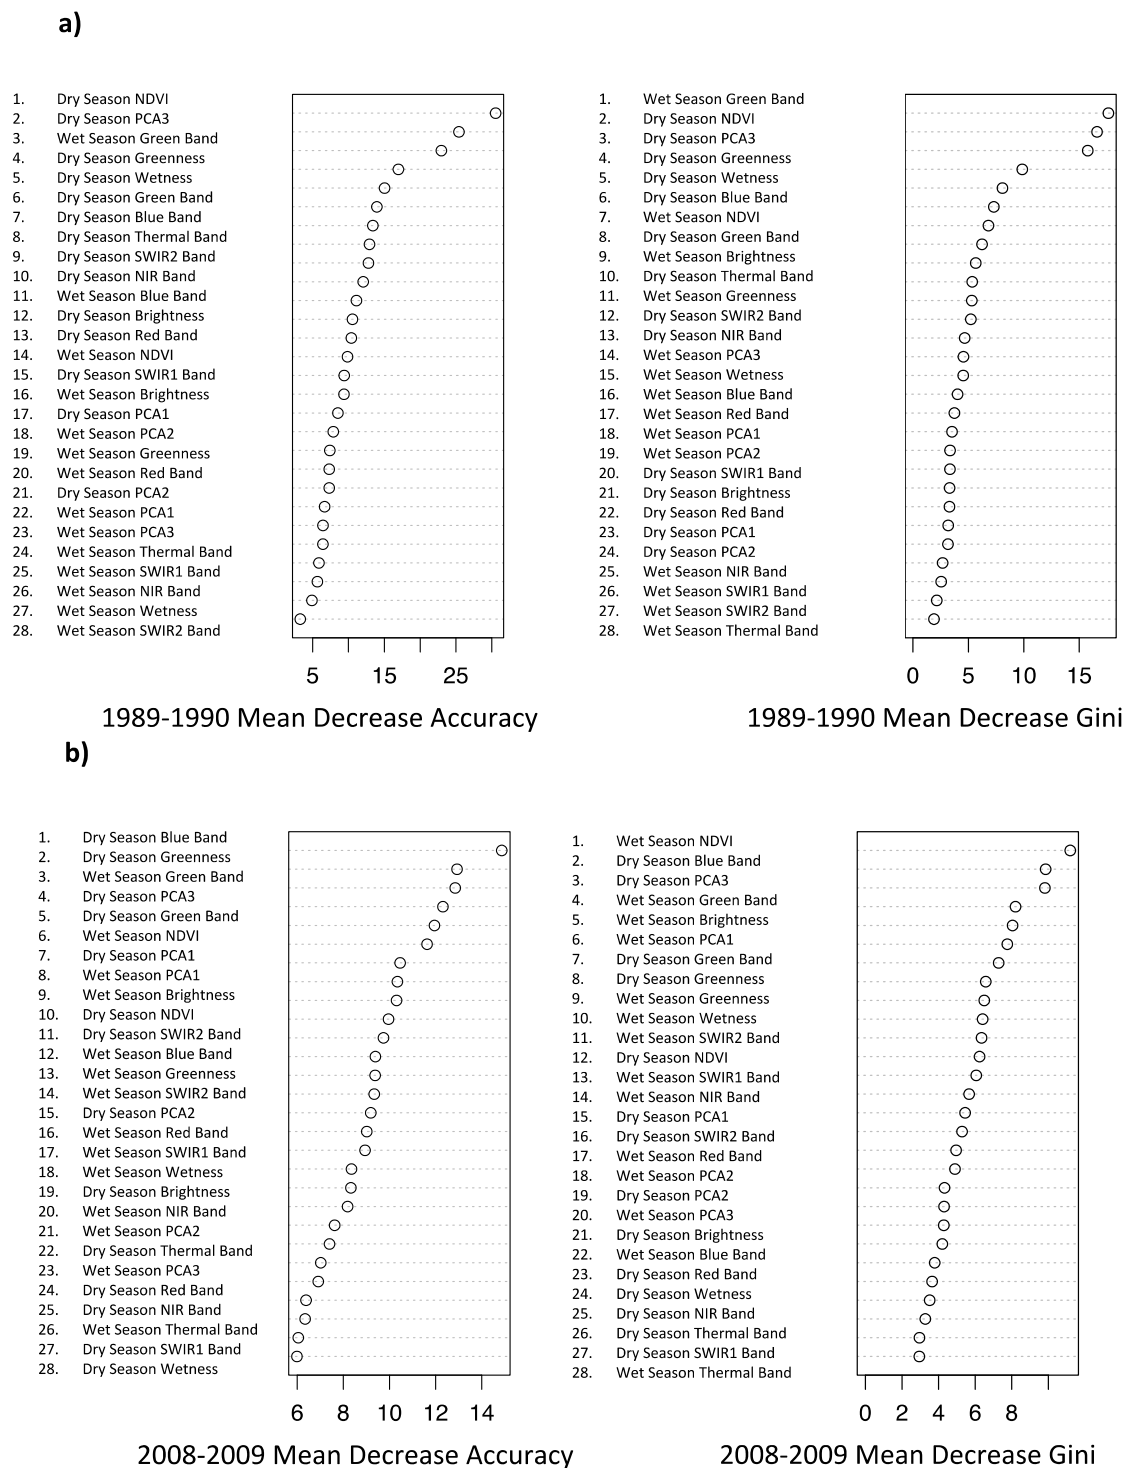 a)
1. Dry Season NDVI
2. Dry Season PCA3
3. Wet Season Green Band
4. Dry Season Greenness
5. Dry Season Wetness
6. Dry Season Green Band
7. Dry Season Blue Band
8. Dry Season Thermal Band
9. Dry Season SWIR2 Band
10. Dry Season NIR Band
11. Wet Season Blue Band
12. Dry Season Brightness
13. Dry Season Red Band
14. Wet Season NDVI
15. Dry Season SWIR1 Band
16. Wet Season Brightness
17. Dry Season PCA1
18. Wet Season PCA2
19. Wet Season Greenness
20. Wet Season Red Band
21. Dry Season PCA2
22. Wet Season PCA1
23. Wet Season PCA3
24. Wet Season Thermal Band
25. Wet Season SWIR1 Band
26. Wet Season NIR Band
27. Wet Season Wetness
28. Wet Season SWIR2 Band
5 15 25
1989-1990 Mean Decrease Accuracy
1. Wet Season Green Band
2. Dry Season NDVI
3. Dry Season PCA3
4. Dry Season Greenness
5. Dry Season Wetness
6. Dry Season Blue Band
7. Wet Season NDVI
8. Dry Season Green Band
9. Wet Season Brightness
10. Dry Season Thermal Band
11. Wet Season Greenness
12. Dry Season SWIR2 Band
13. Dry Season NIR Band
14. Wet Season PCA3
15. Wet Season Wetness
16. Wet Season Blue Band
17. Wet Season Red Band
18. Wet Season PCA1
19. Wet Season PCA2
20. Dry Season SWIR1 Band
21. Dry Season Brightness
22. Dry Season Red Band
23. Dry Season PCA1
24. Dry Season PCA2
25. Wet Season NIR Band
26. Wet Season SWIR1 Band
27. Wet Season SWIR2 Band
28. Wet Season Thermal Band
0 5 10 15
1989-1990 Mean Decrease Gini
b)
1. Dry Season Blue Band
2. Dry Season Greenness
3. Wet Season Green Band
4. Dry Season PCA3
5. Dry Season Green Band
6. Wet Season NDVI
7. Dry Season PCA1
8. Wet Season PCA1
9. Wet Season Brightness
10. Dry Season NDVI
11. Dry Season SWIR2 Band
12. Wet Season Blue Band
13. Wet Season Greenness
14. Wet Season SWIR2 Band
15. Dry Season PCA2
16. Wet Season Red Band
17. Wet Season SWIR1 Band
18. Wet Season Wetness
19. Dry Season Brightness
20. Wet Season NIR Band
21. Wet Season PCA2
22. Dry Season Thermal Band
23. Wet Season PCA3
24. Dry Season Red Band
25. Dry Season NIR Band
26. Wet Season Thermal Band
27. Dry Season SWIR1 Band
28. Dry Season Wetness
6 8 10 12 14
2008-2009 Mean Decrease Accuracy
1. Wet Season NDVI
2. Dry Season Blue Band
3. Dry Season PCA3
4. Wet Season Green Band
5. Wet Season Brightness
6. Wet Season PCA1
7. Dry Season Green Band
8. Dry Season Greenness
9. Wet Season Greenness
10. Wet Season Wetness
11. Wet Season SWIR2 Band
12. Dry Season NDVI
13. Wet Season SWIR1 Band
14. Wet Season NIR Band
15. Dry Season PCA1
16. Dry Season SWIR2 Band
17. Wet Season Red Band
18. Wet Season PCA2
19. Dry Season PCA2
20. Wet Season PCA3
21. Dry Season Brightness
22. Wet Season Blue Band
23. Dry Season Red Band
24. Dry Season Wetness
25. Dry Season NIR Band
26. Dry Season Thermal Band
27. Dry Season SWIR1 Band
28. Wet Season Thermal Band
0 2 4 6 8
2008-2009 Mean Decrease Gini